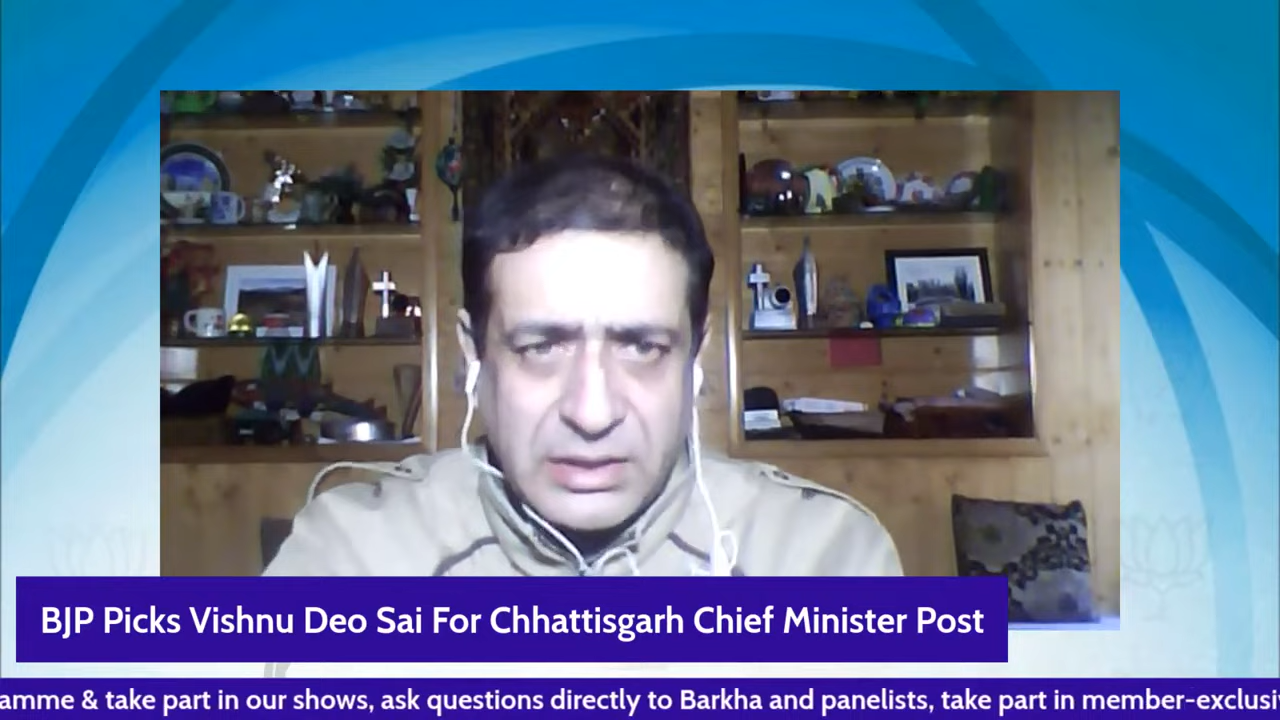 BJP Picks Vishnu Deo Sai For Chhattisgarh Chief Minister Post
amme & take part in our shows, ask questions directly to Barkha and panelists, take part in member-exclusi